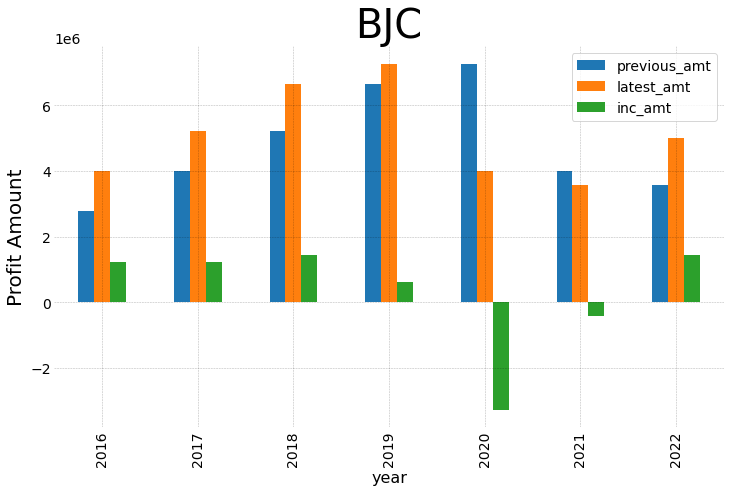 BJC
1e6
previous_amt
latest_amt
inc_amt
Profit Amount
6
4
2
0
−2
2016 2017 2018 2019 2020 2021 2022
year